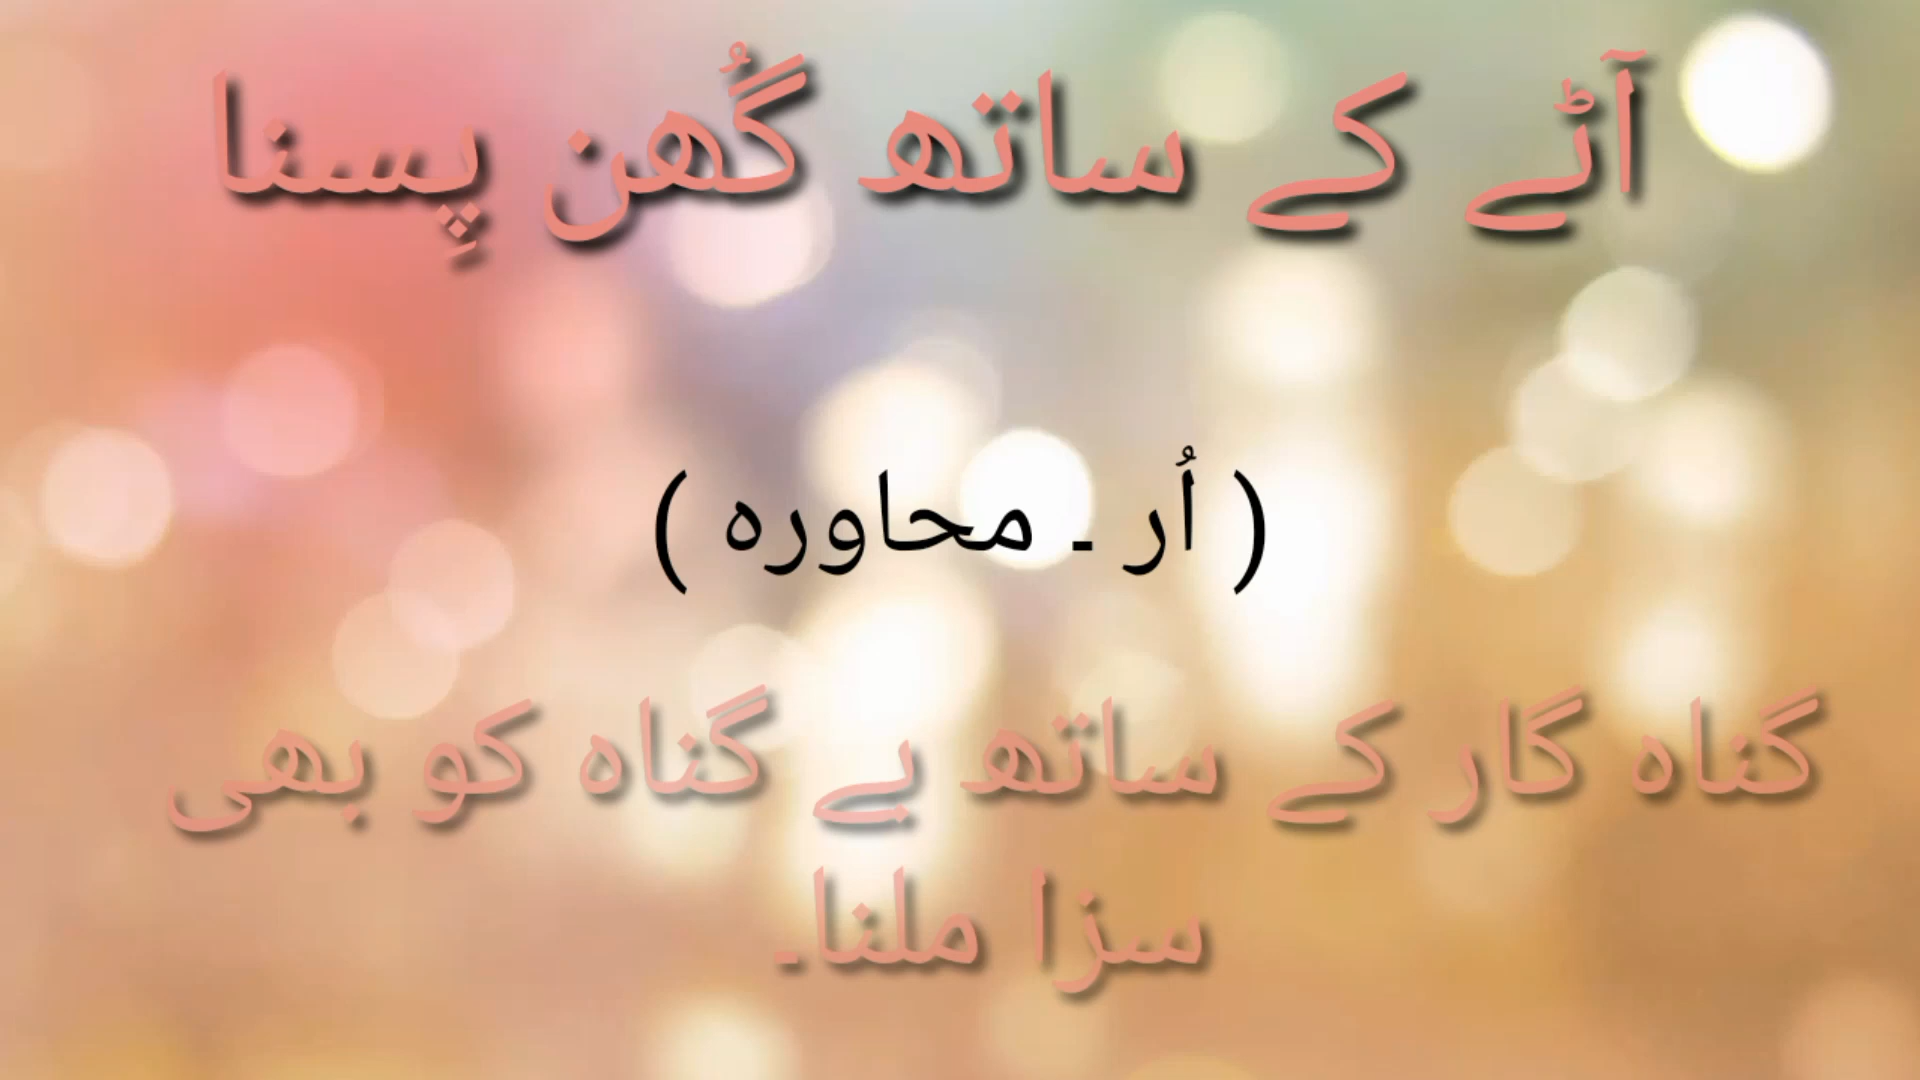 آٹے کے ساتھ گُھن پِسنا
( اُر ۔ محاورہ )
گناہ گار کے ساتھ بے گناہ کو بھی
سزا ملنا۔